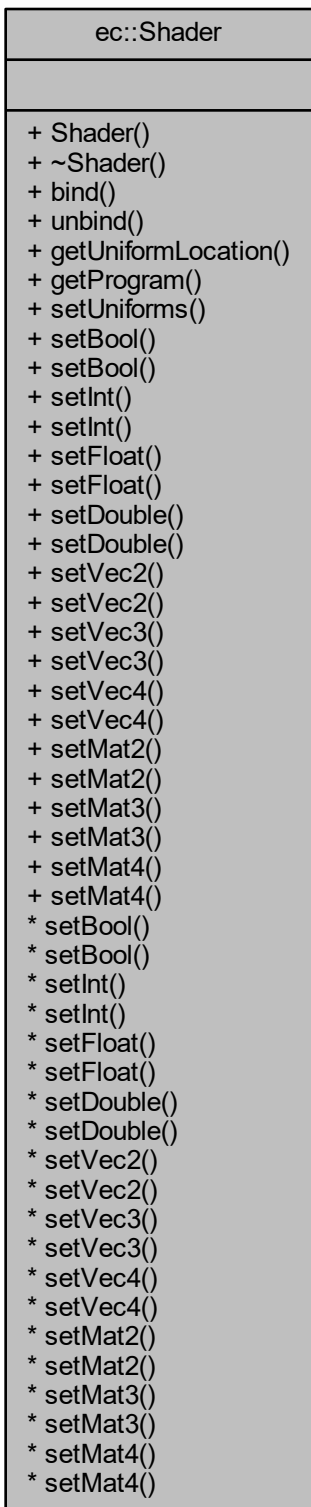 ec::Shader
+ Shader()
+ ~Shader()
+ bind()
+ unbind()
+ getUniformLocation()
+ getProgram()
+ setUniforms()
+ setBool()
+ setBool()
+ setInt()
+ setInt()
+ setFloat()
+ setFloat()
+ setDouble()
+ setDouble()
+ setVec2()
+ setVec2()
+ setVec3()
+ setVec3()
+ setVec4()
+ setVec4()
+ setMat2()
+ setMat2()
+ setMat3()
+ setMat3()
+ setMat4()
+ setMat4()
* setBool()
* setBool()
* setInt()
* setInt()
* setFloat()
* setFloat()
* setDouble()
* setDouble()
* setVec2()
* setVec2()
* setVec3()
* setVec3()
* setVec4()
* setVec4()
* setMat2()
* setMat2()
* setMat3()
* setMat3()
* setMat4()
* setMat4()